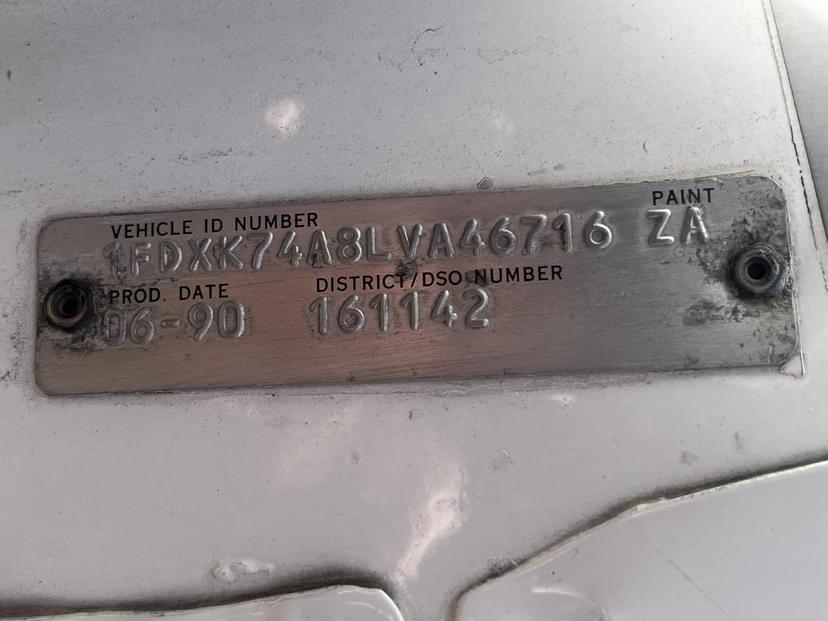 VEHICLE ID NUMBER PAINT
1FDXK74A8LVA46716 ZA
PROD. DATE DISTRICT/DSO NUMBER
06-90 161142